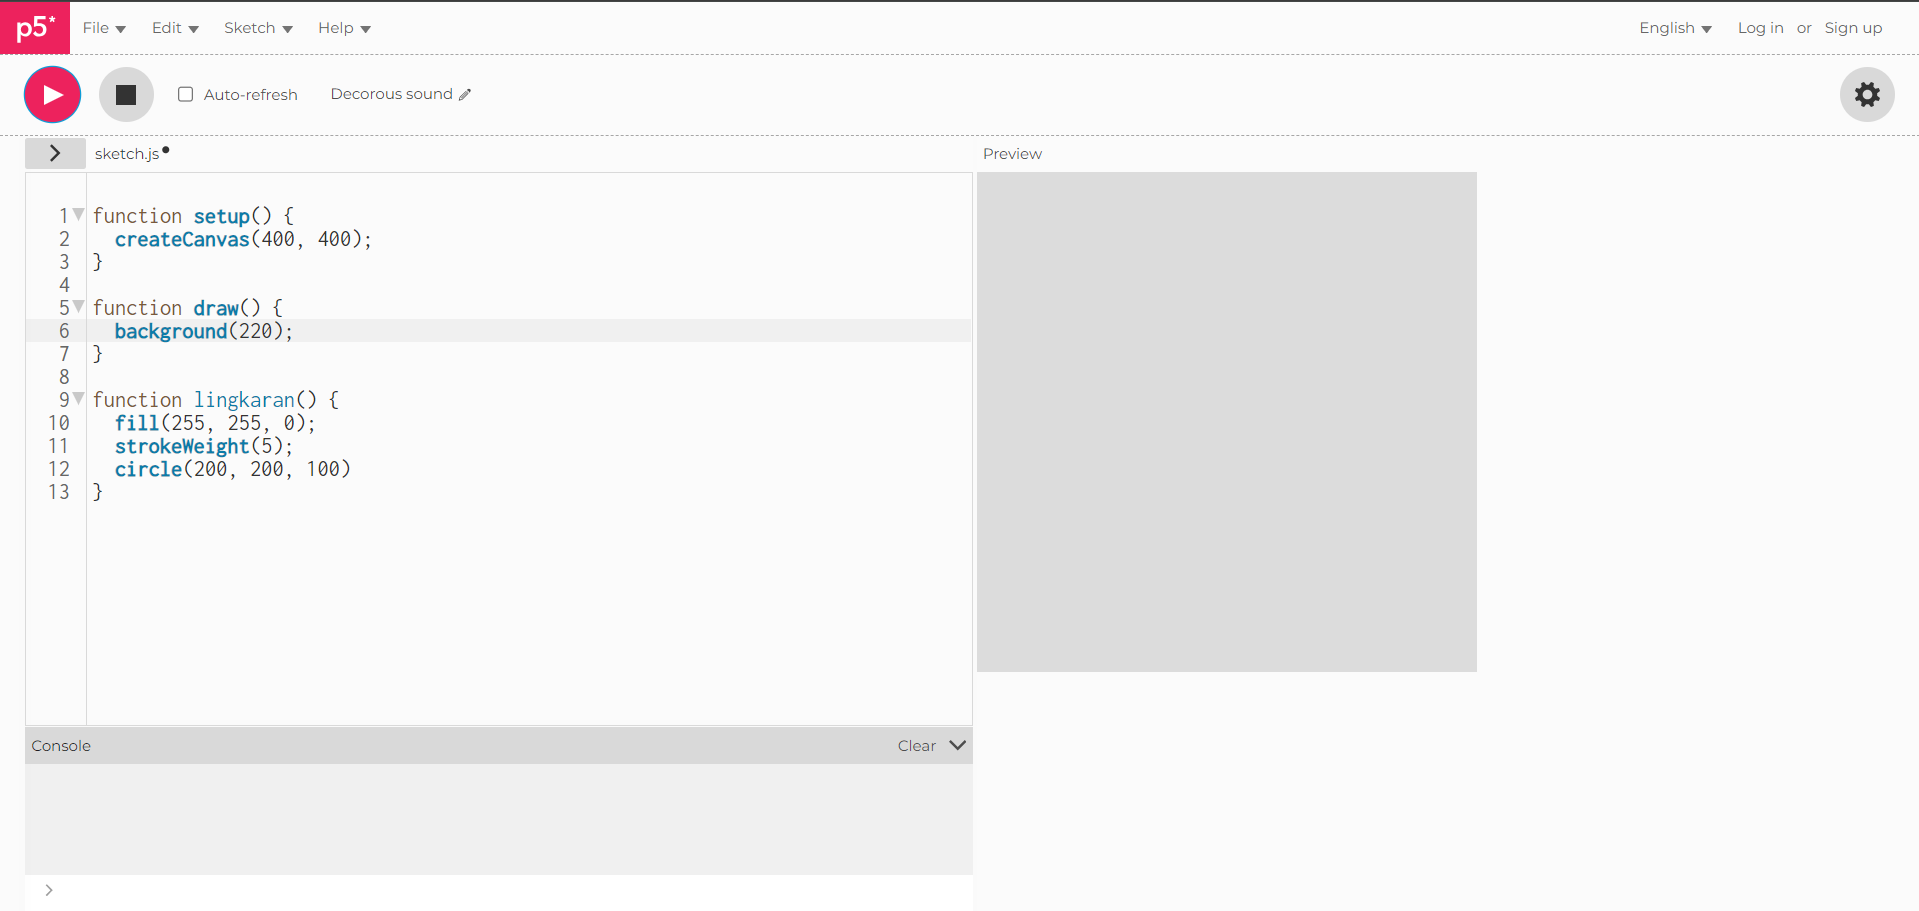 p5*
File Edit Sketch Help English Log in or Sign up
Auto-refresh Decorous sound
sketch.js
Preview
1 function setup() {
2   createCanvas(400, 400);
3 }
4
5 function draw() {
6   background(220);
7 }
8
9 function lingkaran() {
10   fill(255, 255, 0);
11   strokeWeight(5);
12   circle(200, 200, 100)
13 }
Console Clear